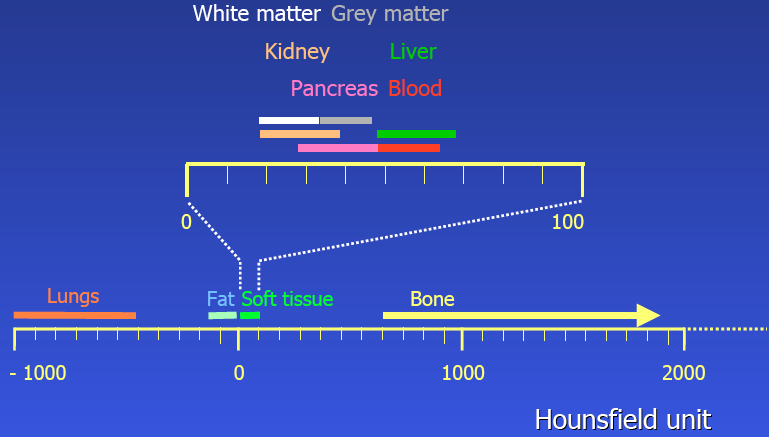 White matter Grey matter
Kidney Liver
Pancreas Blood
0 100
Lungs Fat Soft tissue Bone
- 1000 0 1000 2000
Hounsfield unit